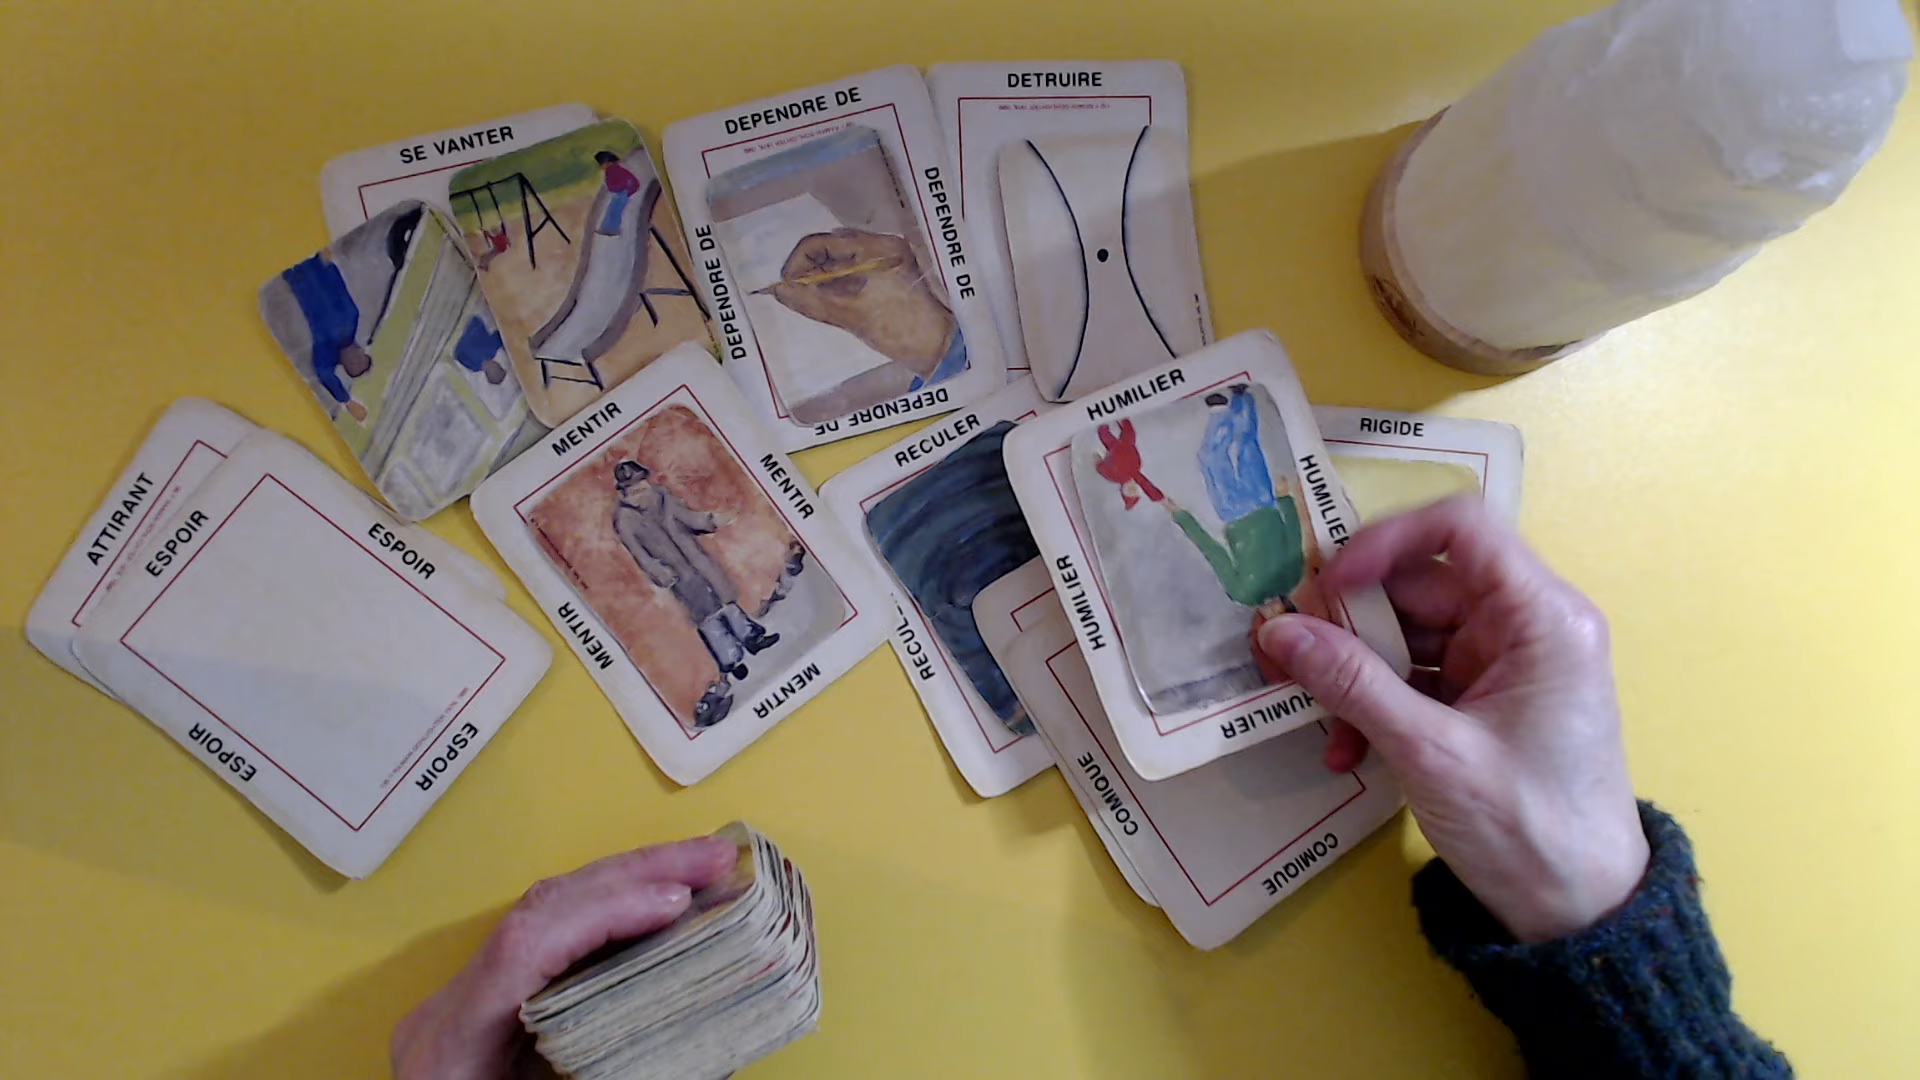 SE VANTER
DEPENDRE DE
DEPENDRE DE
DEPENDRE DE
DEPENDRE DE
DETRUIRE
ATTIRANT
ESPOIR
ESPOIR
ESPOIR
ESPOIR
MENTIR
MENTIR
MENTIR
MENTIR
RECULER
HUMILIER
HUMILIER
HUMILIER
HUMILIER
RIGIDE
COMIQUE
COMIQUE